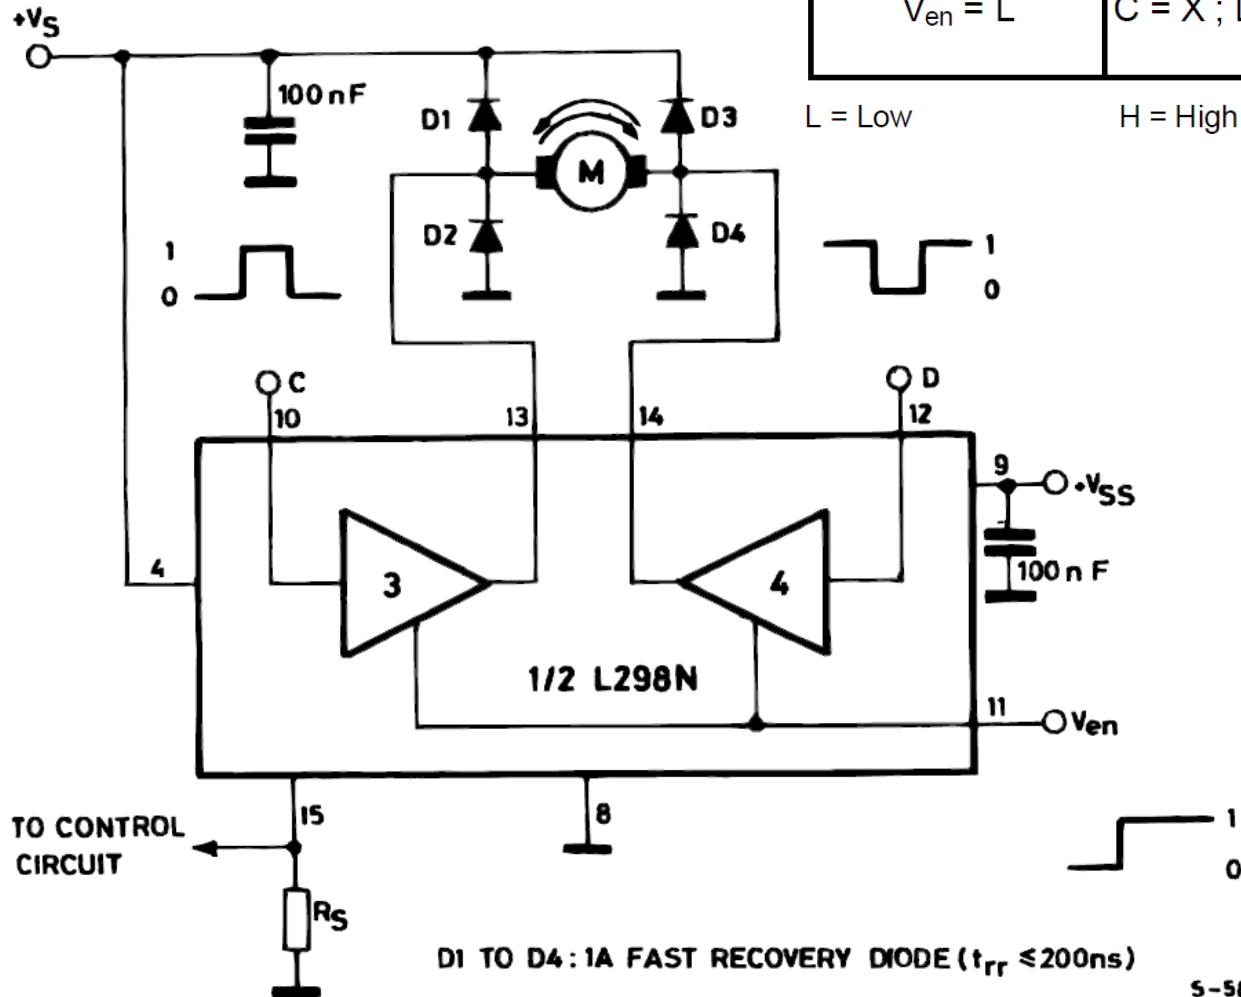 +VS
Ven = L
C = X ;
100 nF
D1
D3
L = Low
H = High
M
D2
D4
1
0
1
0
C
D
10
13
14
12
9
+VSS
4
3
4
100 n F
1/2 L298N
11
Ven
15
8
1
0
TO CONTROL
CIRCUIT
RS
D1 TO D4 : 1A FAST RECOVERY DIODE ( trr ≤ 200ns )